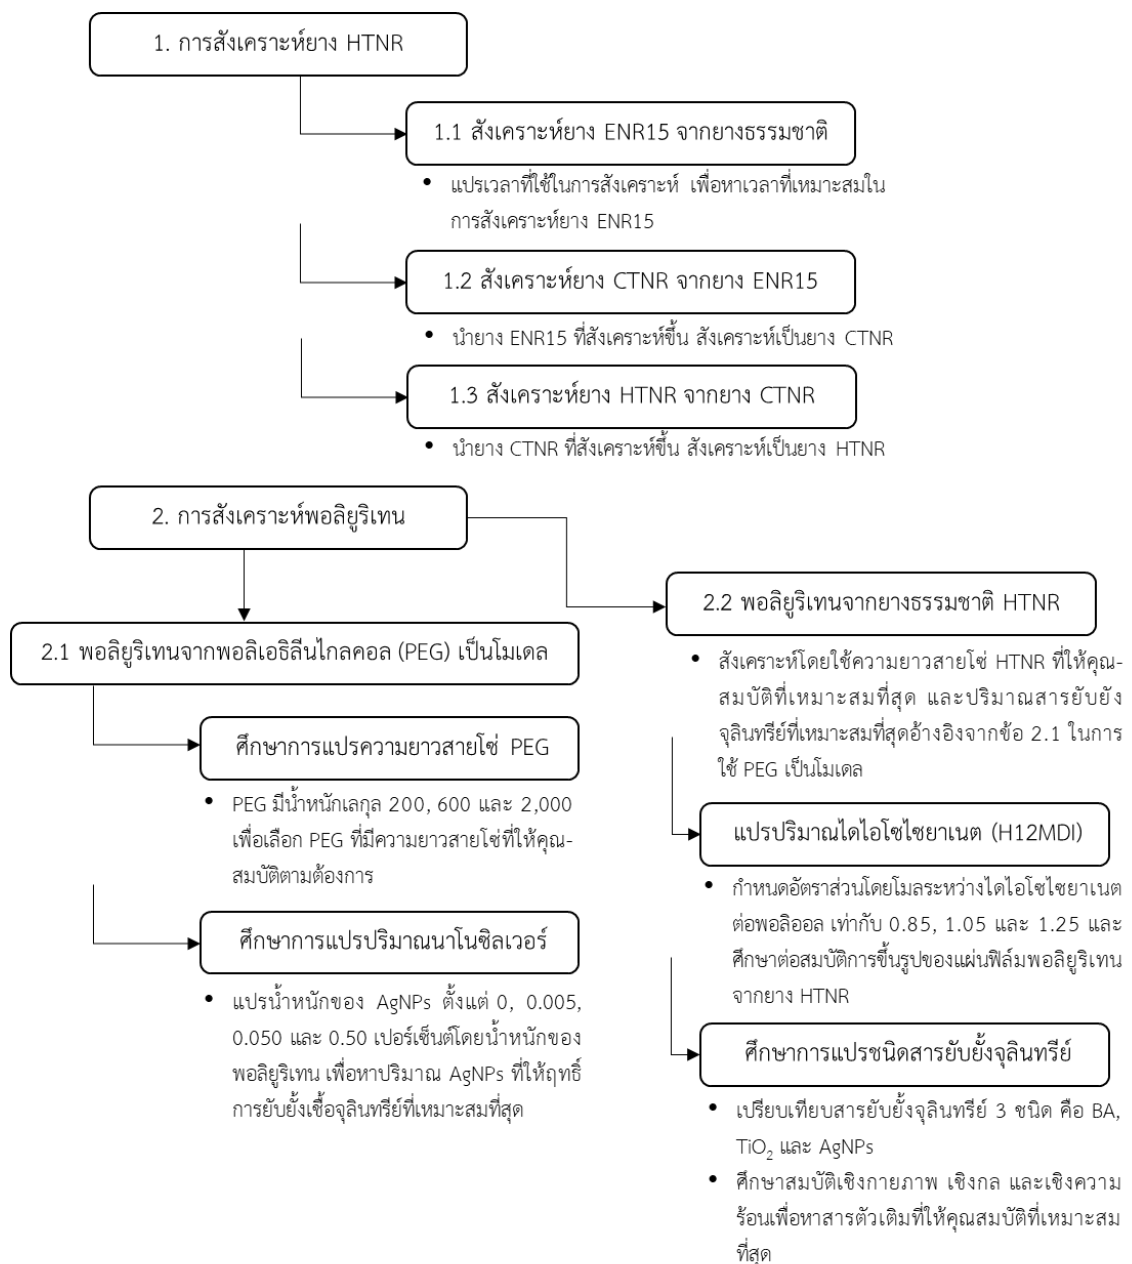 1. การสังเคราะห์ยาง HTNR
1.1 สังเคราะห์ยาง ENR15 จากยางธรรมชาติ
• แปรเวลาที่ใช้ในการสังเคราะห์ เพื่อหาเวลาที่เหมาะสมใน
การสังเคราะห์ยาง ENR15
1.2 สังเคราะห์ยาง CTNR จากยาง ENR15
• นำยาง ENR15 ที่สังเคราะห์ขึ้น สังเคราะห์เป็นยาง CTNR
1.3 สังเคราะห์ยาง HTNR จากยาง CTNR
• นำยาง CTNR ที่สังเคราะห์ขึ้น สังเคราะห์เป็นยาง HTNR
2. การสังเคราะห์พอลิยูริเทน
2.1 พอลิยูริเทนจากพอลิเอธิลีนไกลคอล (PEG) เป็นโมเดล
ศึกษาการแปรความยาวสายโซ่ PEG
• PEG มีน้ำหนักเลกุล 200, 600 และ 2,000
เพื่อเลือก PEG ที่มีความยาวสายโซ่ที่ให้คุณ-
สมบัติตามต้องการ
ศึกษาการแปรปริมาณนาโนซิลเวอร์
• แปรน้ำหนักของ AgNPs ตั้งแต่ 0, 0.005,
0.050 และ 0.50 เปอร์เซ็นต์โดยน้ำหนักของ
พอลิยูริเทน เพื่อหาปริมาณ AgNPs ที่ให้ฤทธิ์
การยับยั้งเชื้อจุลินทรีย์ที่เหมาะสมที่สุด
2.2 พอลิยูริเทนจากยางธรรมชาติ HTNR
• สังเคราะห์โดยใช้ความยาวสายโซ่ HTNR ที่ให้คุณ-
สมบัติที่เหมาะสมที่สุด และปริมาณสารยับยัง
จุลินทรีย์ที่เหมาะสมที่สุดอ้างอิงจากข้อ 2.1 ในการ
ใช้ PEG เป็นโมเดล
แปรปริมาณไดไอโซไซยาเนต (H12MDI)
• กำหนดอัตราส่วนโดยโมลระหว่างไดไอโซไซยาเนต
ต่อพอลิออล เท่ากับ 0.85, 1.05 และ 1.25 และ
ศึกษาต่อสมบัติการขึ้นรูปของแผ่นฟิล์มพอลิยูริเทน
จากยาง HTNR
ศึกษาการแปรชนิดสารยับยั้งจุลินทรีย์
• เปรียบเทียบสารยับยั้งจุลินทรีย์ 3 ชนิด คือ BA,
TiO₂ และ AgNPs
• ศึกษาสมบัติเชิงกายภาพ เชิงกล และเชิงความ
ร้อนเพื่อหาสารตัวเติมที่ให้คุณสมบัติที่เหมาะสม
ที่สุด